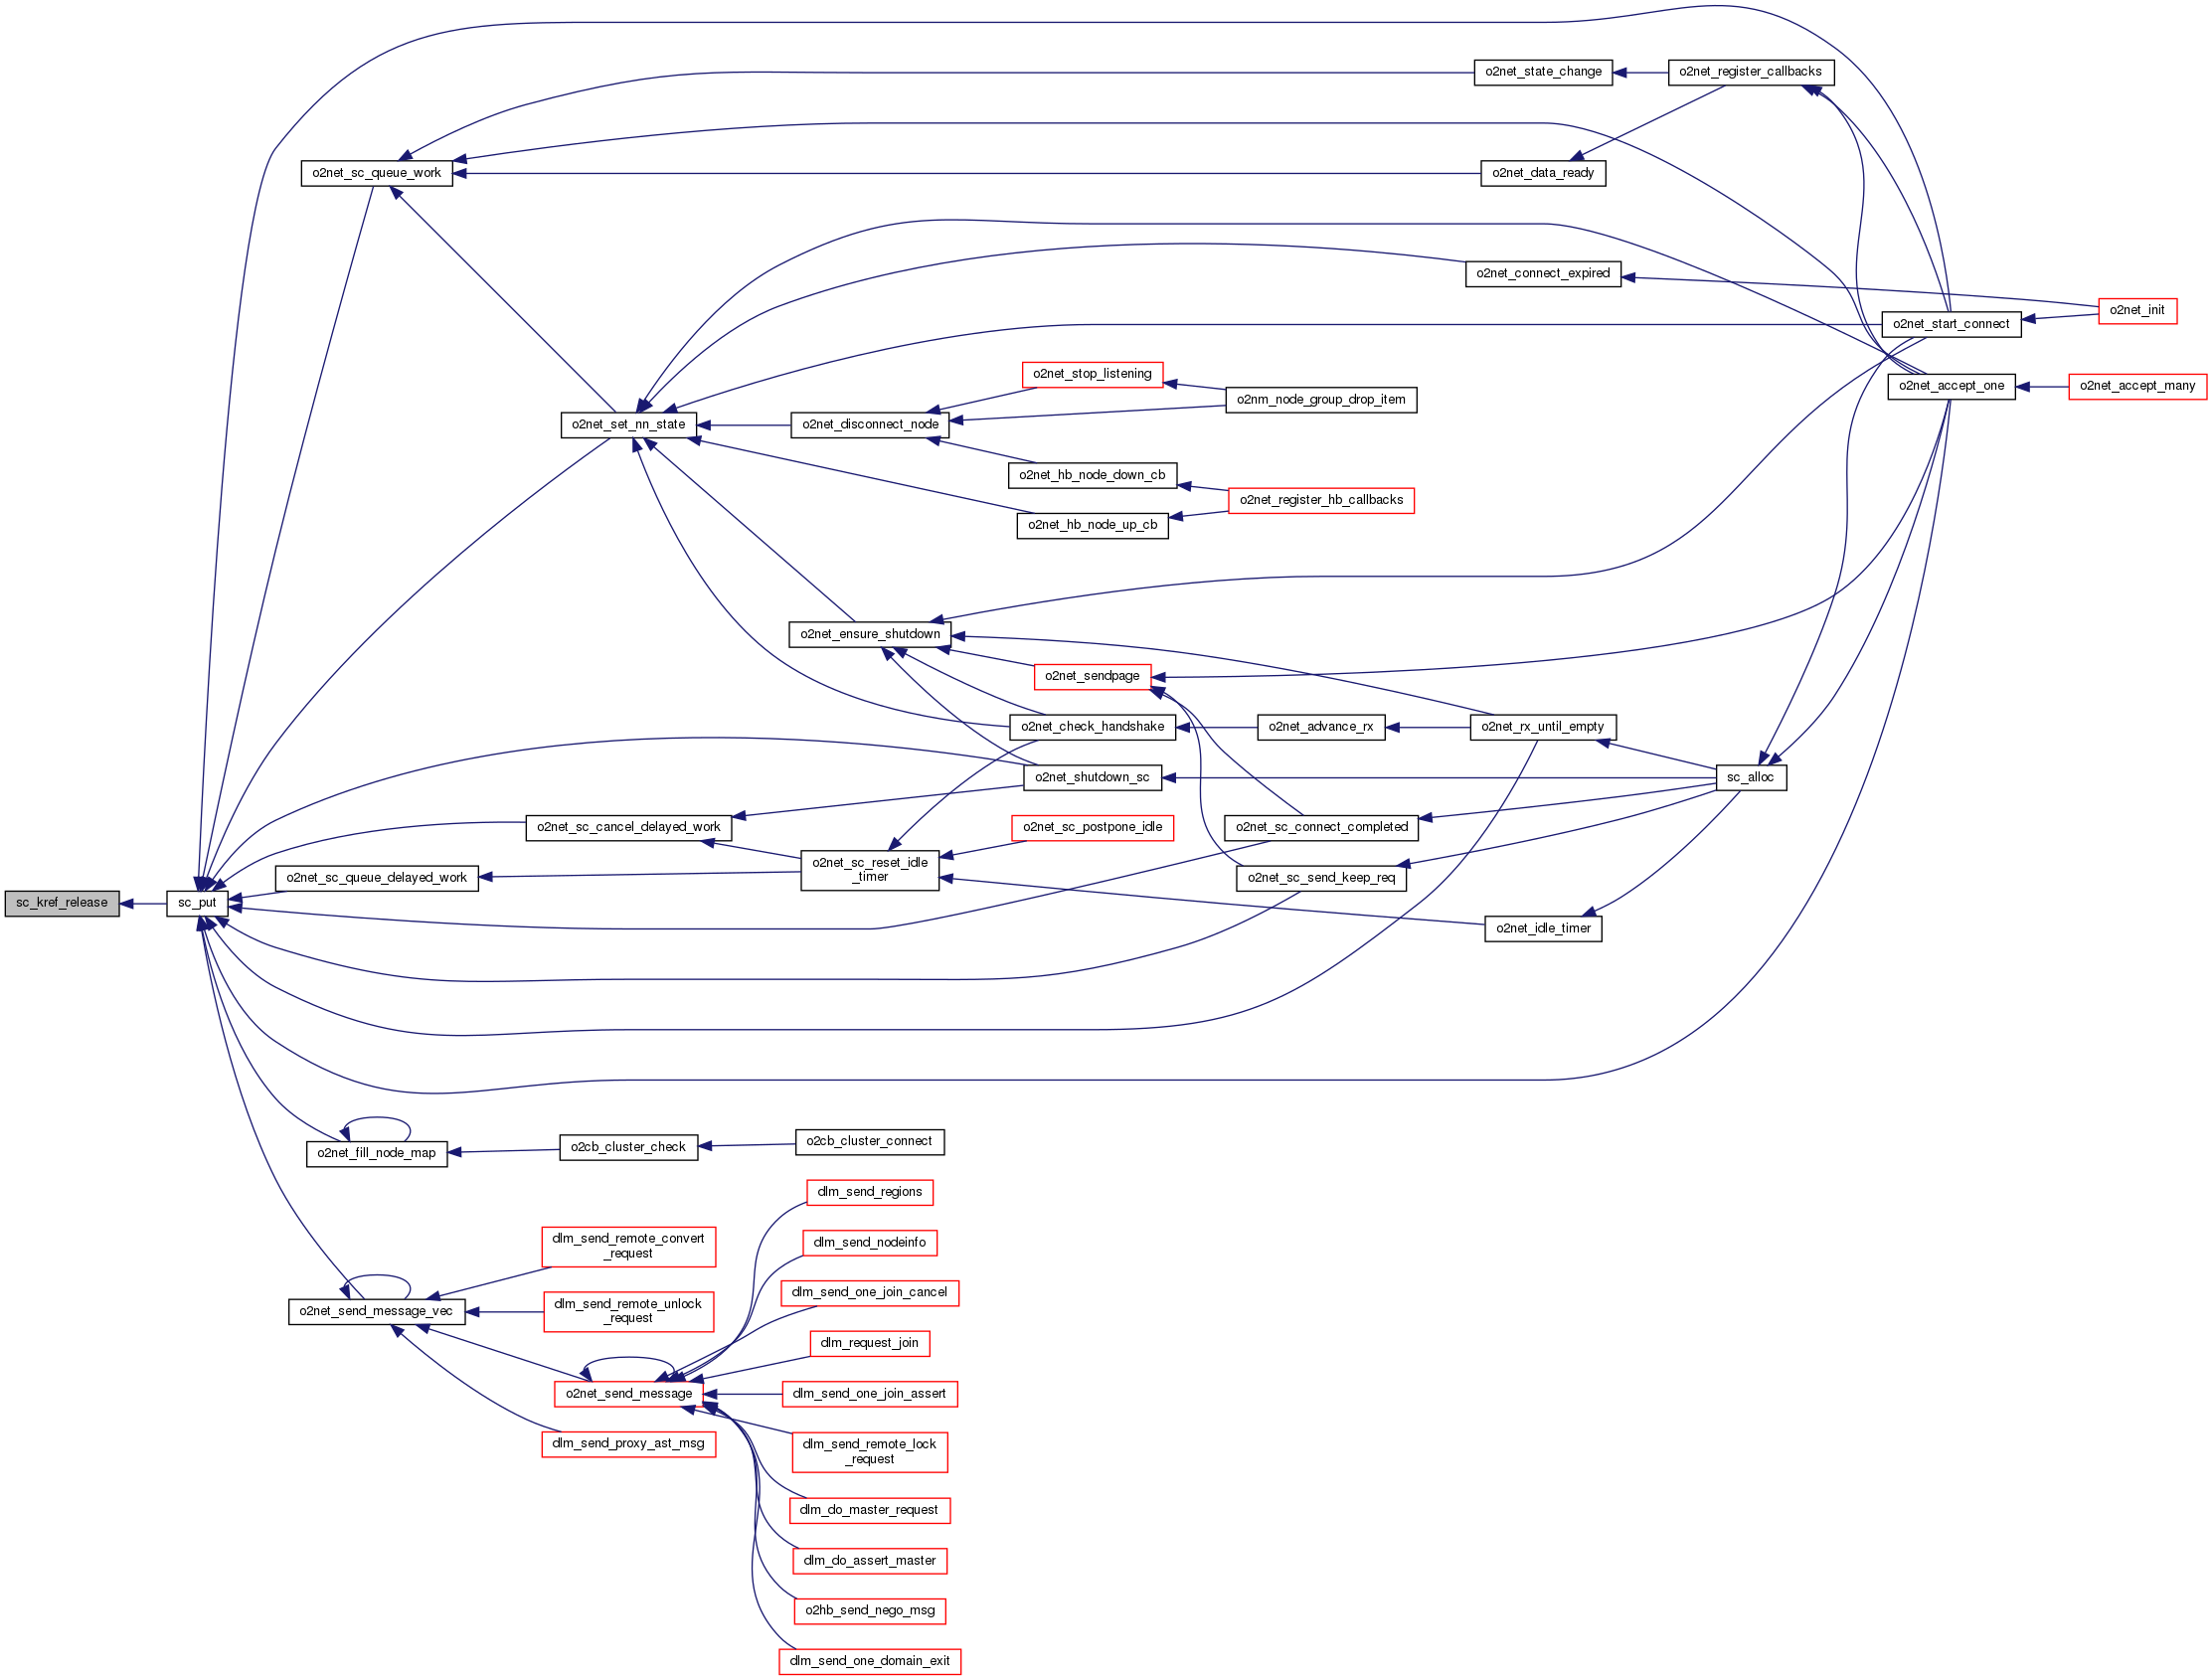 o2net_state_change
o2net_register_callbacks
o2net_sc_queue_work
o2net_data_ready
o2net_connect_expired
o2net_init
o2net_start_connect
o2net_stop_listening
o2net_accept_one
o2net_accept_many
o2nm_node_group_drop_item
o2net_set_nn_state
o2net_disconnect_node
o2net_hb_node_down_cb
o2net_register_hb_callbacks
o2net_hb_node_up_cb
o2net_ensure_shutdown
o2net_sendpage
o2net_check_handshake
o2net_advance_rx
o2net_rx_until_empty
o2net_shutdown_sc
sc_alloc
o2net_sc_cancel_delayed_work
o2net_sc_postpone_idle
o2net_sc_connect_completed
o2net_sc_reset_idle
_timer
o2net_sc_queue_delayed_work
o2net_sc_send_keep_req
sc_kref_release
sc_put
o2net_idle_timer
o2net_fill_node_map
o2cb_cluster_check
o2cb_cluster_connect
dlm_send_regions
dlm_send_remote_convert
_request
dlm_send_nodeinfo
dlm_send_one_join_cancel
o2net_send_message_vec
dlm_send_remote_unlock
_request
dlm_request_join
o2net_send_message
dlm_send_one_join_assert
dlm_send_proxy_ast_msg
dlm_send_remote_lock
_request
dlm_do_master_request
dlm_do_assert_master
o2hb_send_nego_msg
dlm_send_one_domain_exit